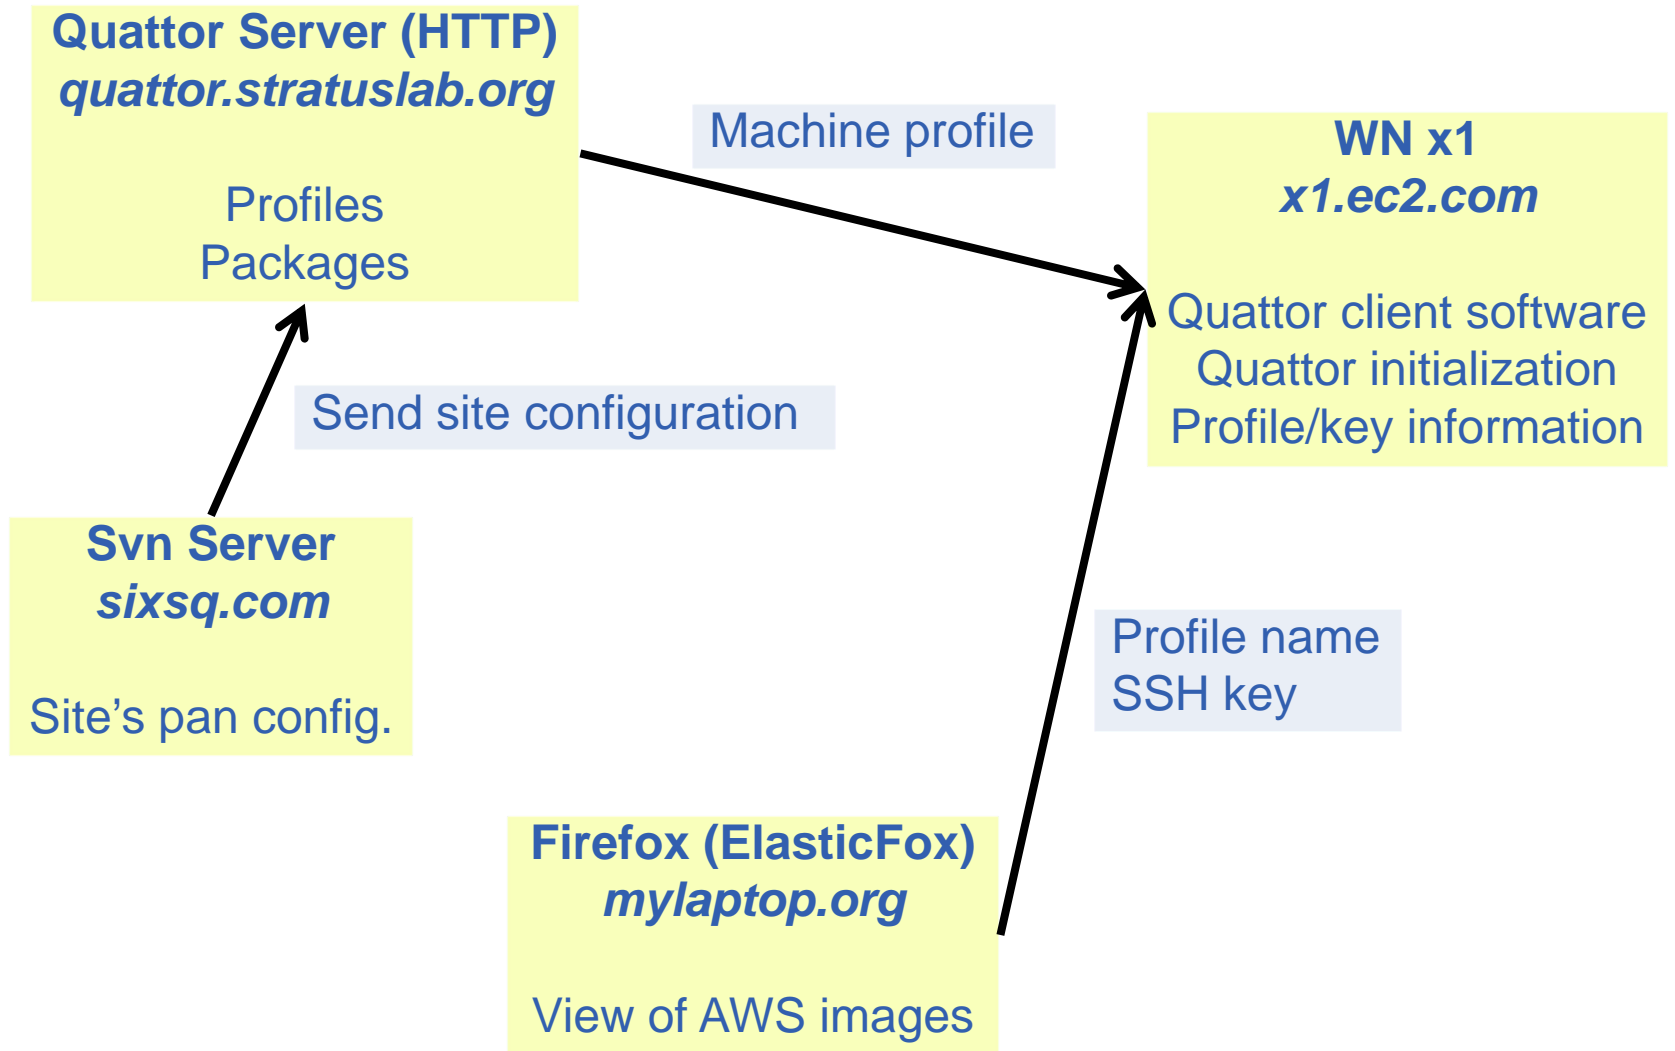 Quattor Server (HTTP)
quattor.stratuslab.org
Profiles
Packages
Machine profile
WN x1
x1.ec2.com
Quattor client software
Quattor initialization
Profile/key information
Send site configuration
Svn Server
sixsq.com
Site’s pan config.
Profile name
SSH key
Firefox (ElasticFox)
mylaptop.org
View of AWS images